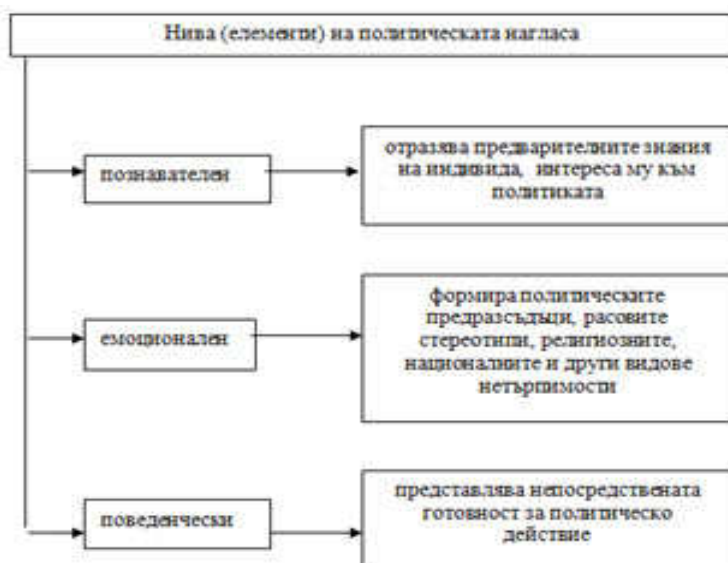 Нива (елементи) на политическата нагласа
познавателен
отразява предварителните знания
на индивида, интереса му към
политиката
емоционален
формира политическите
предразсъдъци, расовите
стереотипи, религиозните,
националните и други видове
нетърпимости
поведенчески
представлява непосредствената
готовност за политическо
действие